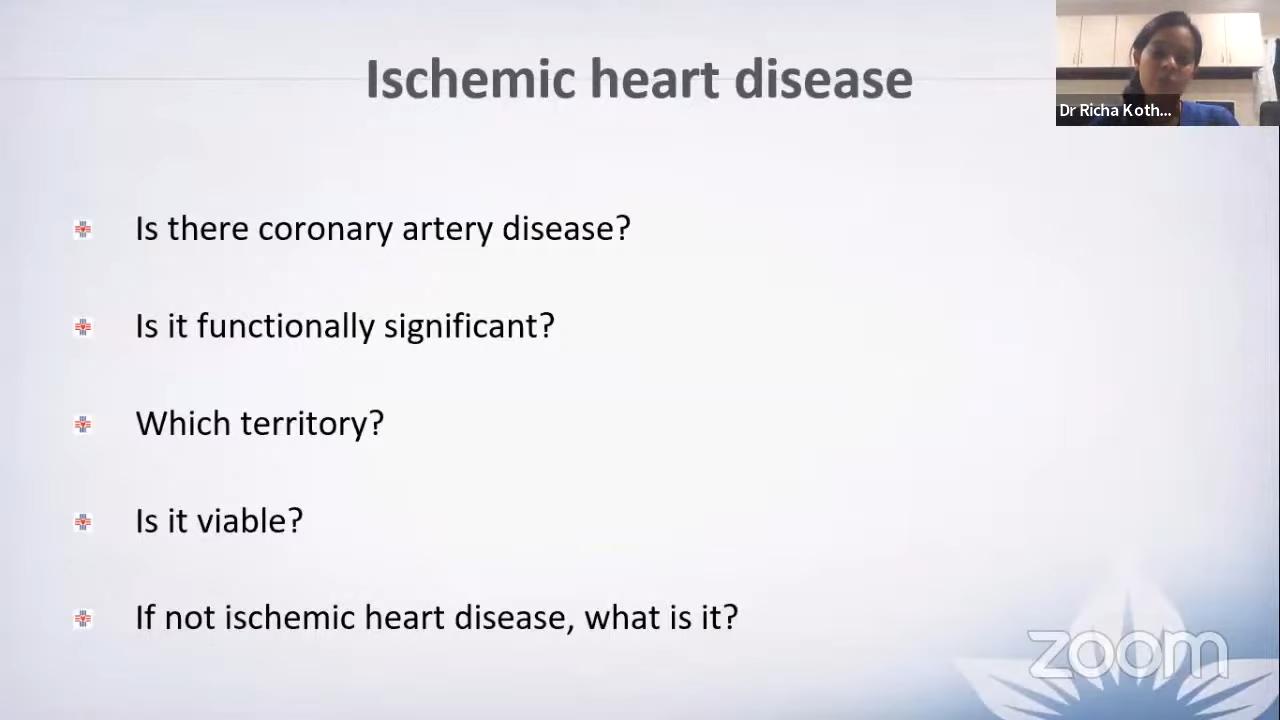 Ischemic heart disease
Dr Richa Koth...
Is there coronary artery disease?
Is it functionally significant?
Which territory?
Is it viable?
If not ischemic heart disease, what is it?
zoom